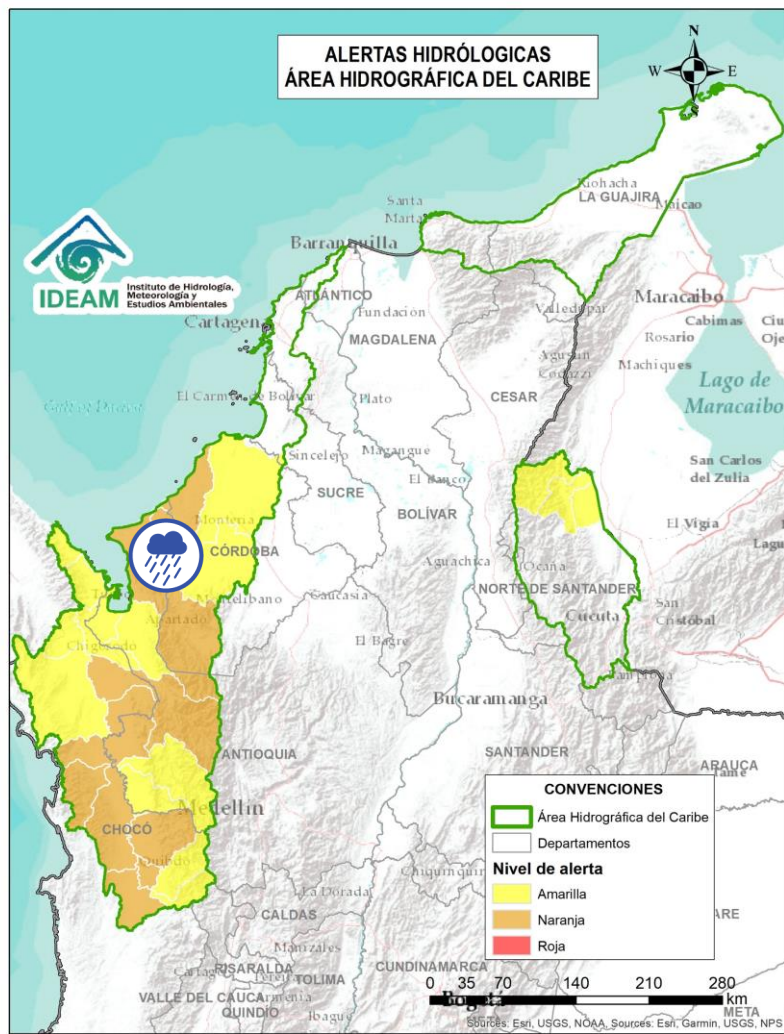 ALERTAS HIDRÓLOGICAS
ÁREA HIDROGRÁFICA DEL CARIBE
N
W
E
S
Riohacha
LA GUAJIRA
Maicao
Santa
Marta
Barranquilla
IDEAM
Instituto de Hidrología,
Meteorología y
Estudios Ambientales
ATLÁNTICO
Cartagena
Fundación
Valledupar
Maracaibo
Cabimas
Rosario
MAGDALENA
Agustín
Codazzi
Machiques
Lago de
Maracaibo
El Carmen de Bolívar
Plato
CESAR
Sincelejo
Magangue
San Carlos
del Zulia
El Banco
SUCRE
BOLÍVAR
Montería
El Vigía
CÓRDOBA
Aguachica
Ocaña
NORTE DE SANTANDER
Montelíbano
Caucasia
San
Cristóbal
Apartadó
Cúcuta
Chigorodó
El Bagre
Pamplona
Bucaramanga
ANTIOQUIA
SANTANDER
ARAUCA
Medellín
CHOCÓ
Quibdó
CONVENCIONES
Área Hidrográfica del Caribe
Departamentos
Nivel de alerta
Amarilla
Naranja
Roja
La Dorada
CALDAS
Manizales
RISARALDA
TOLIMA
CUNDINAMARCA
VALLE DEL CAUCA
Armenia
QUINDÍO
Ibagué
Bogotá
0 35 70 140 210 280
km
META
Sources: Esri, USGS, NOAA, Sources: Esri, Garmin, USGS, NPS